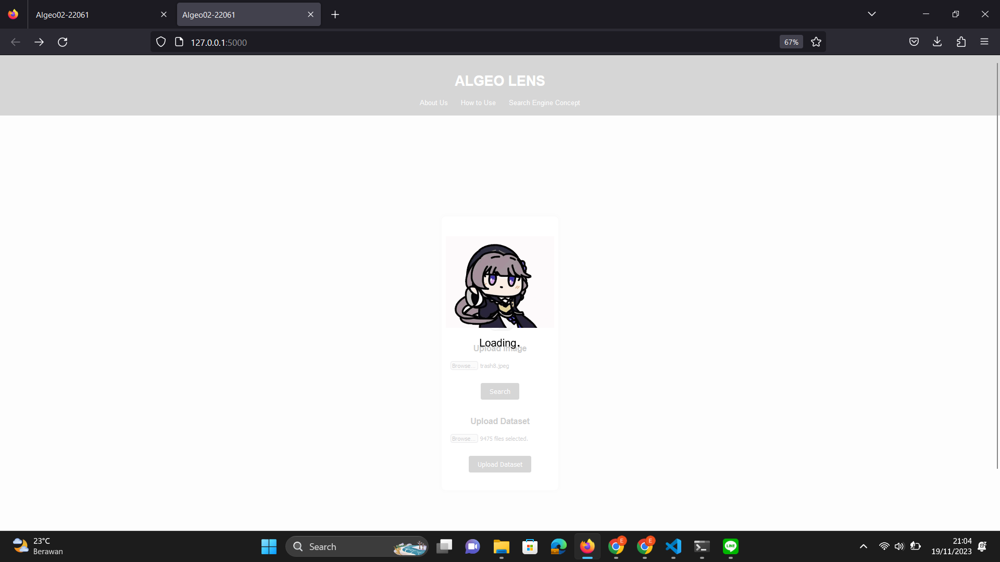 Algeo02-22061
Algeo02-22061
127.0.0.1:5000
67%
ALGEO LENS
About Us How to Use Search Engine Concept
Loading.
Upload Image
Browse... trash8.jpeg
Search
Upload Dataset
Browse... 9475 files selected.
Upload Dataset
23°C
Berawan
Search
E
E
LINE
21:04
19/11/2023